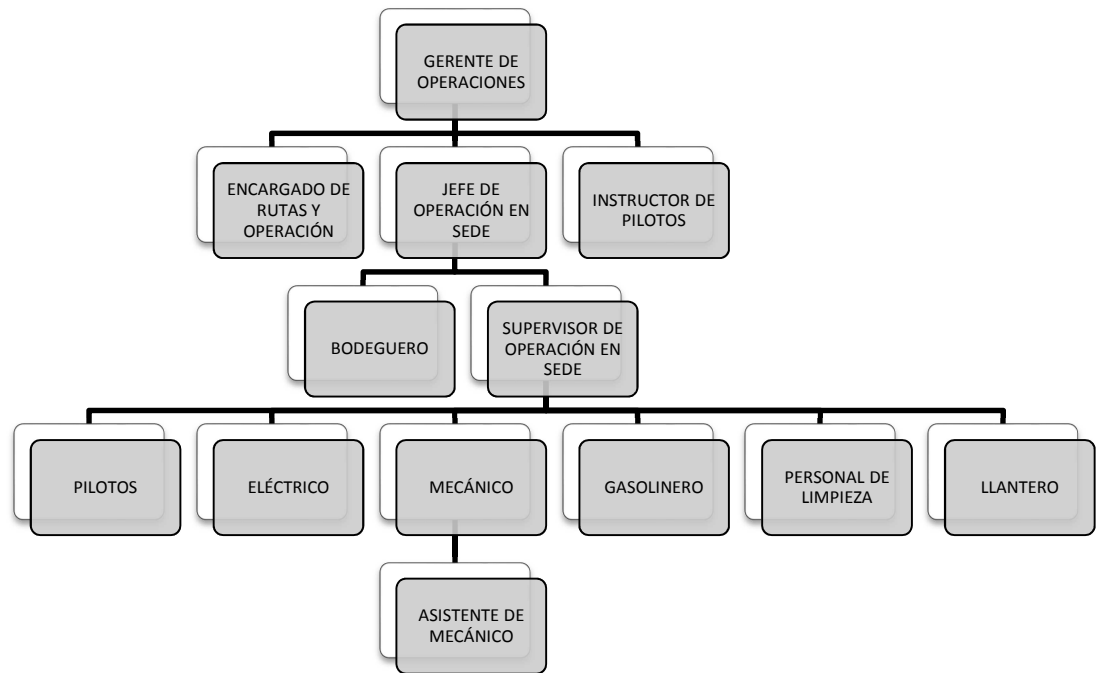 GERENTE DE
OPERACIONES
ENCARGADO DE
RUTAS Y
OPERACIÓN
JEFE DE
OPERACIÓN EN
SEDE
INSTRUCTOR DE
PILOTOS
BODEGUERO
SUPERVISOR DE
OPERACIÓN EN
SEDE
PILOTOS
ELÉCTRICO
MECÁNICO
GASOLINERO
PERSONAL DE
LIMPIEZA
LLANTERO
ASISTENTE DE
MECÁNICO